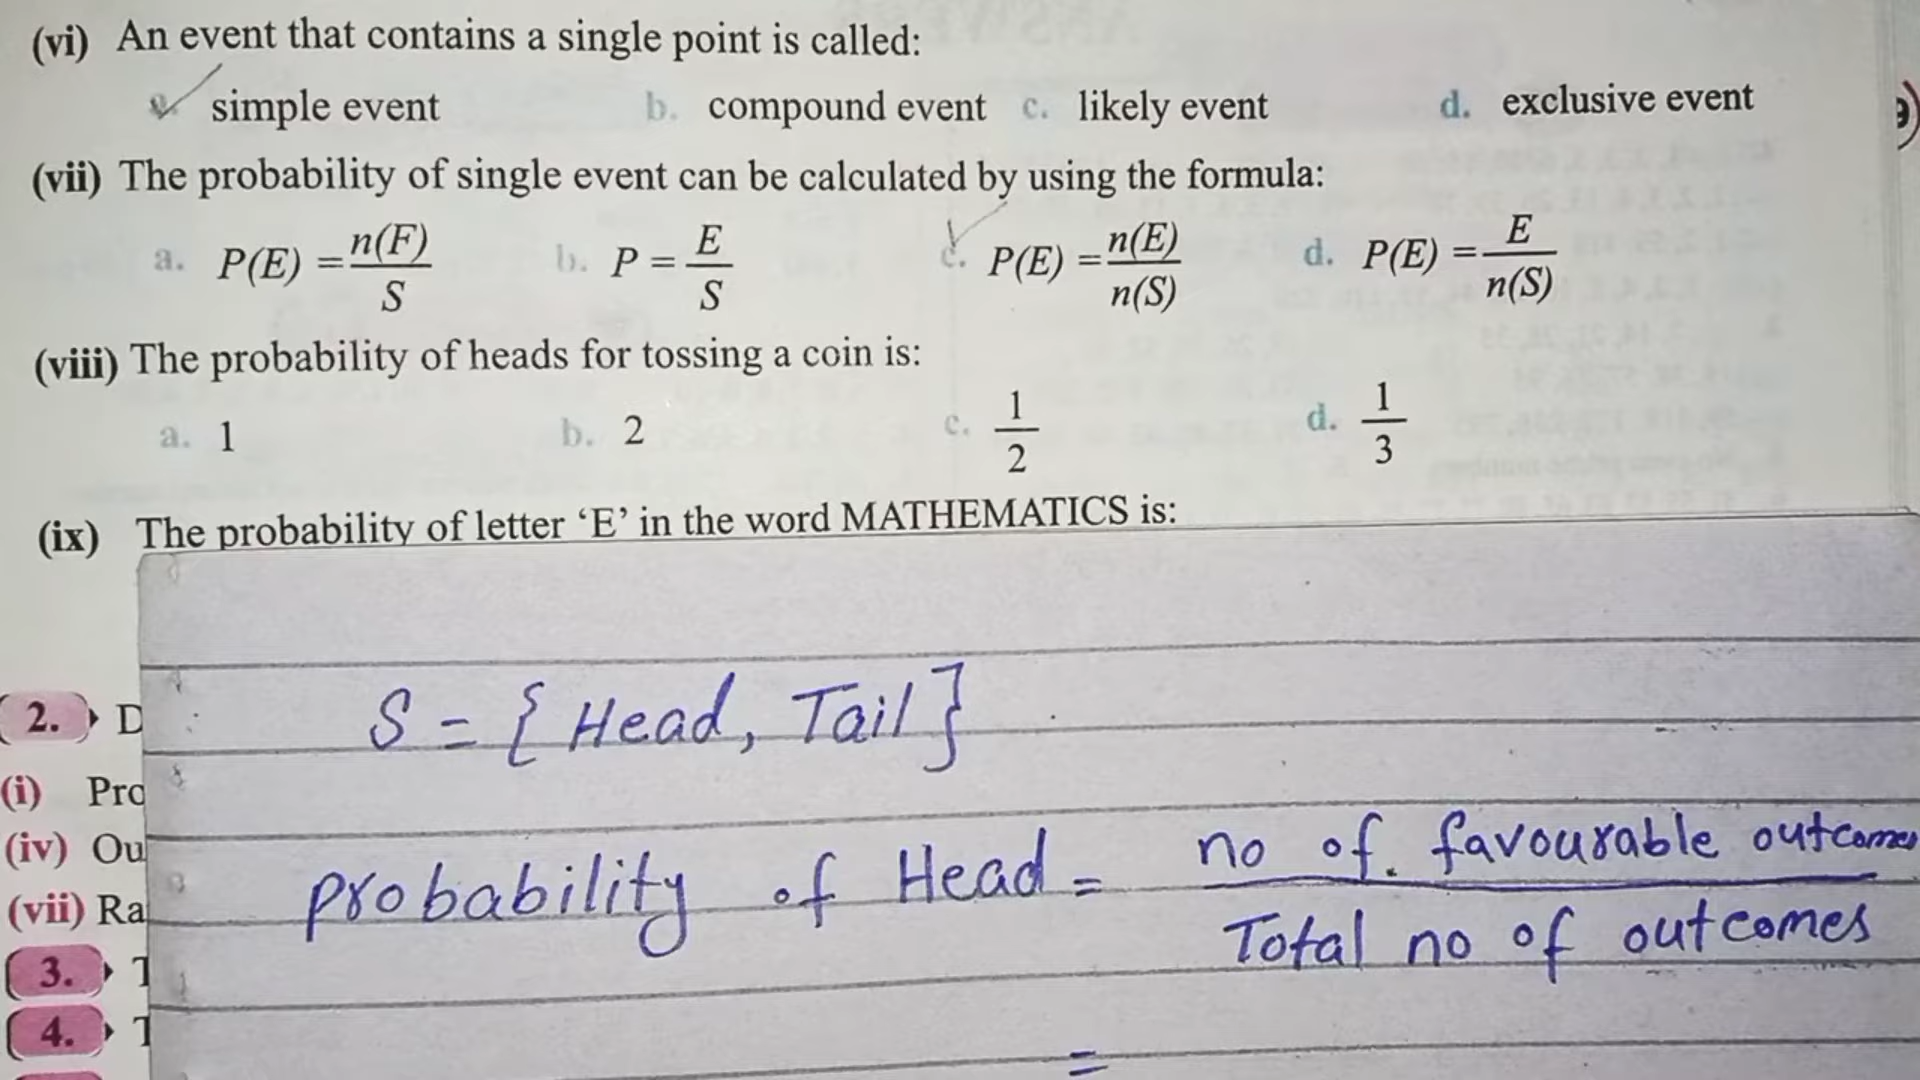 (vi) An event that contains a single point is called:
simple event b. compound event c. likely event d. exclusive event
(vii) The probability of single event can be calculated by using the formula:
a. P(E) = n(F)/S b. P = E/S c. P(E) = n(E)/n(S) d. P(E) = E/n(S)
(viii) The probability of heads for tossing a coin is:
a. 1 b. 2 c. 1/2 d. 1/3
(ix) The probability of letter ‘E’ in the word MATHEMATICS is:
S = { Head, Tail }
2. D
(i) Pro
probability of Head = no of favourable outcomes / Total no of outcomes
(iv) Ou
(vii) Ra
3. T
4. T
=